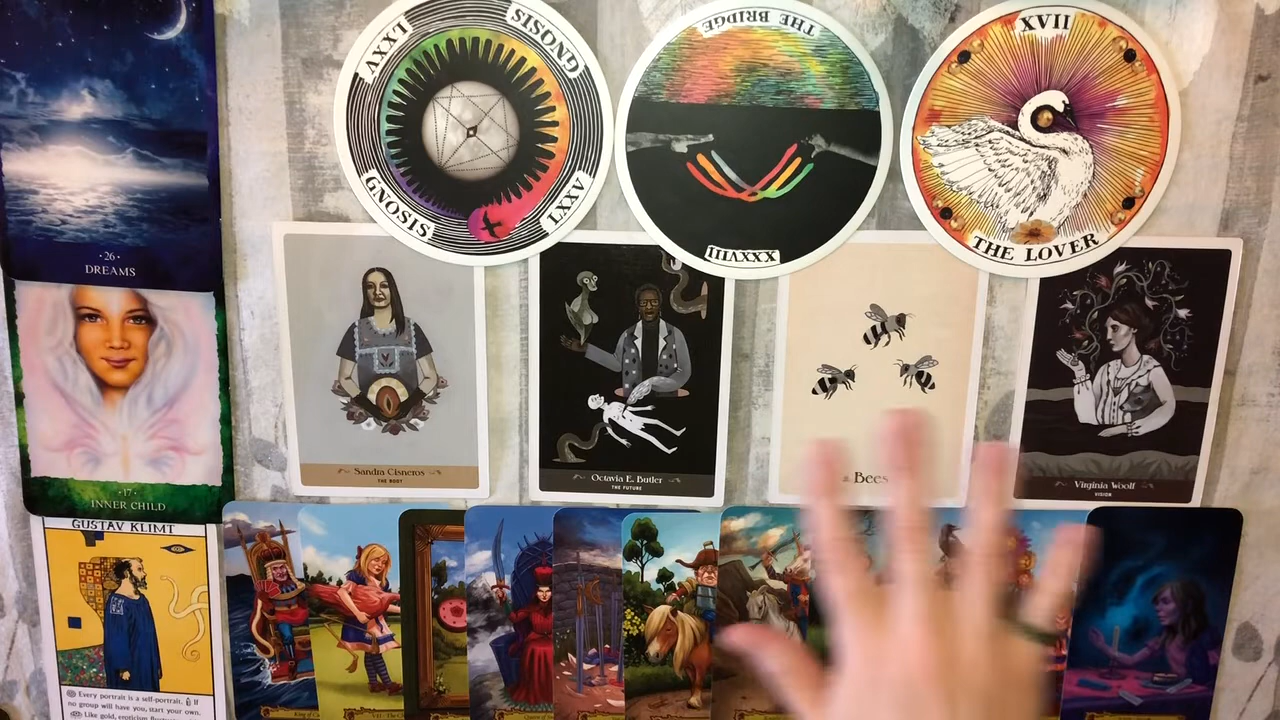 ·26·
DREAMS
·17·
INNER CHILD
GUSTAV KLIMT
Every portrait is a self-portrait. If
no group will have you, start your own.
Like gold, eroticism
LXXV
GNOSIS
GNOSIS
LXXV
THE BRIDGE
XXXVIII
XVII
THE LOVER
Sandra Cisneros
THE BODY
Octavia E. Butler
THE FUTURE
Bees
Virginia Woolf
VISION